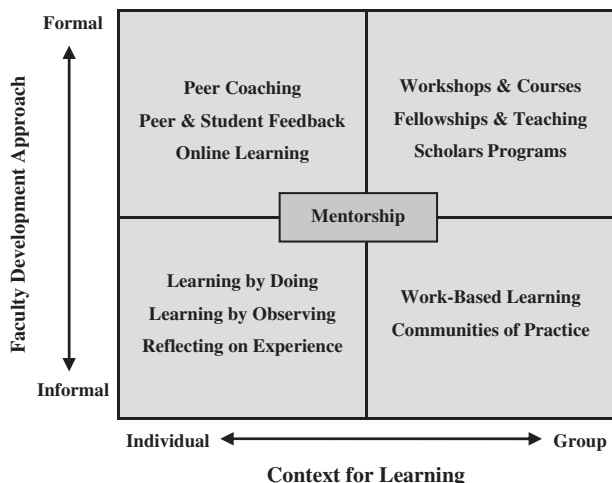 Formal
Faculty Development Approach
Informal
Peer Coaching
Peer & Student Feedback
Online Learning
Workshops & Courses
Fellowships & Teaching
Scholars Programs
Mentorship
Learning by Doing
Learning by Observing
Reflecting on Experience
Work-Based Learning
Communities of Practice
Individual
Group
Context for Learning